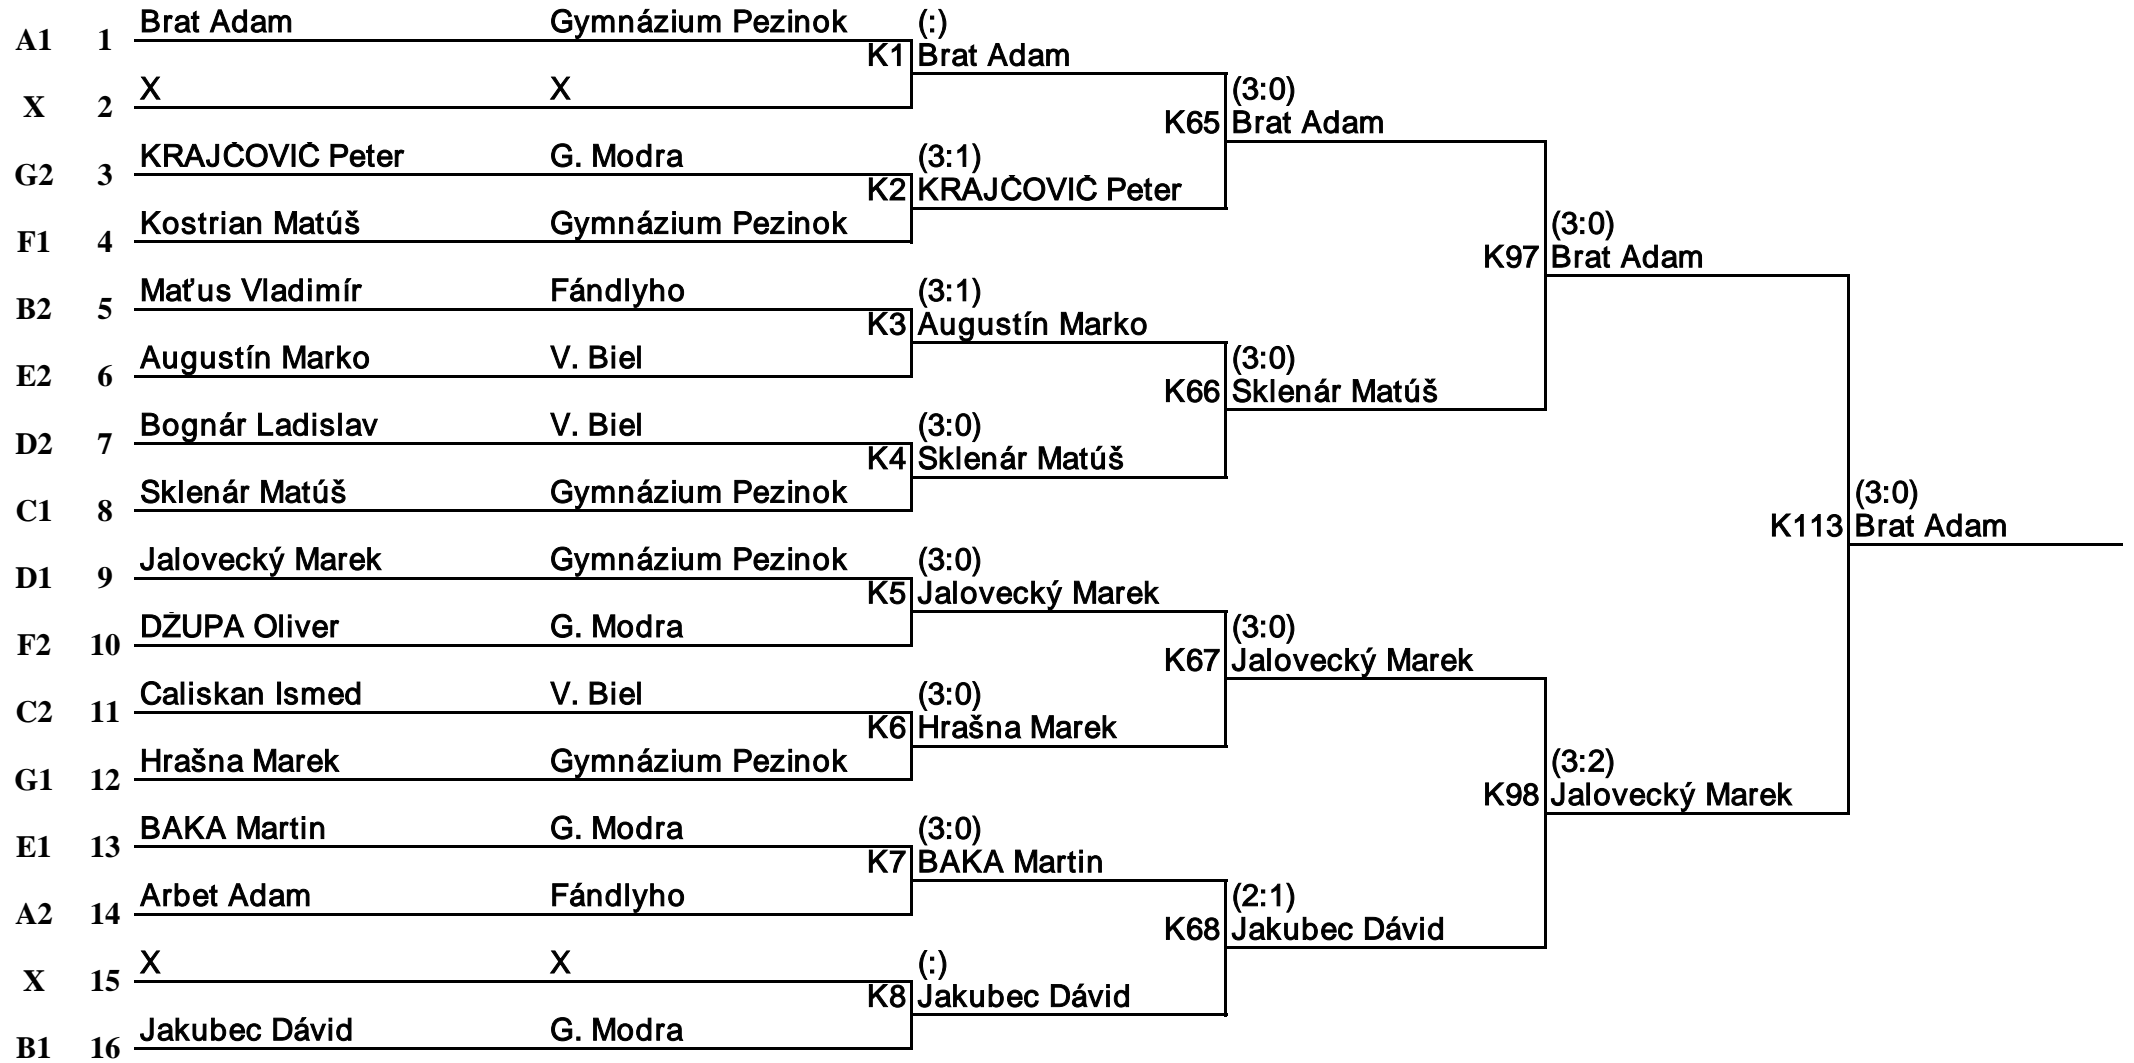 Brat Adam Gymnázium Pezinok (:)
A1 1 K1 Brat Adam
X X (3:0)
X 2 K65 Brat Adam
KRAJČOVIČ Peter G. Modra (3:1)
G2 3 K2 KRAJČOVIČ Peter
Kostrian Matúš Gymnázium Pezinok (3:0)
F1 4 K97 Brat Adam
Maťus Vladimír Fándlyho (3:1)
B2 5 K3 Augustín Marko
Augustín Marko V. Biel (3:0)
E2 6 K66 Sklenár Matúš
Bognár Ladislav V. Biel (3:0)
D2 7 K4 Sklenár Matúš
Sklenár Matúš Gymnázium Pezinok (3:0)
C1 8 K113 Brat Adam
Jalovecký Marek Gymnázium Pezinok (3:0)
D1 9 K5 Jalovecký Marek
DŽUPA Oliver G. Modra (3:0)
F2 10 K67 Jalovecký Marek
Caliskan Ismed V. Biel (3:0)
C2 11 K6 Hrašna Marek
Hrašna Marek Gymnázium Pezinok (3:2)
G1 12 K98 Jalovecký Marek
BAKA Martin G. Modra (3:0)
E1 13 K7 BAKA Martin
Arbet Adam Fándlyho (2:1)
A2 14 K68 Jakubec Dávid
X X (:)
X 15 K8 Jakubec Dávid
Jakubec Dávid G. Modra
B1 16